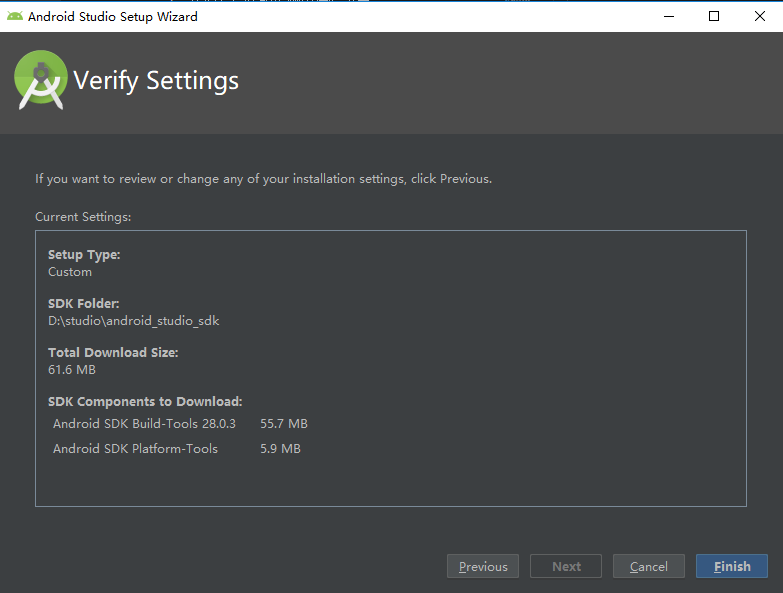 Android Studio Setup Wizard
Verify Settings
If you want to review or change any of your installation settings, click Previous.
Current Settings:
Setup Type:
Custom
SDK Folder:
D:\studio\android_studio_sdk
Total Download Size:
61.6 MB
SDK Components to Download:
Android SDK Build-Tools 28.0.3 55.7 MB
Android SDK Platform-Tools 5.9 MB
Previous Next Cancel Finish